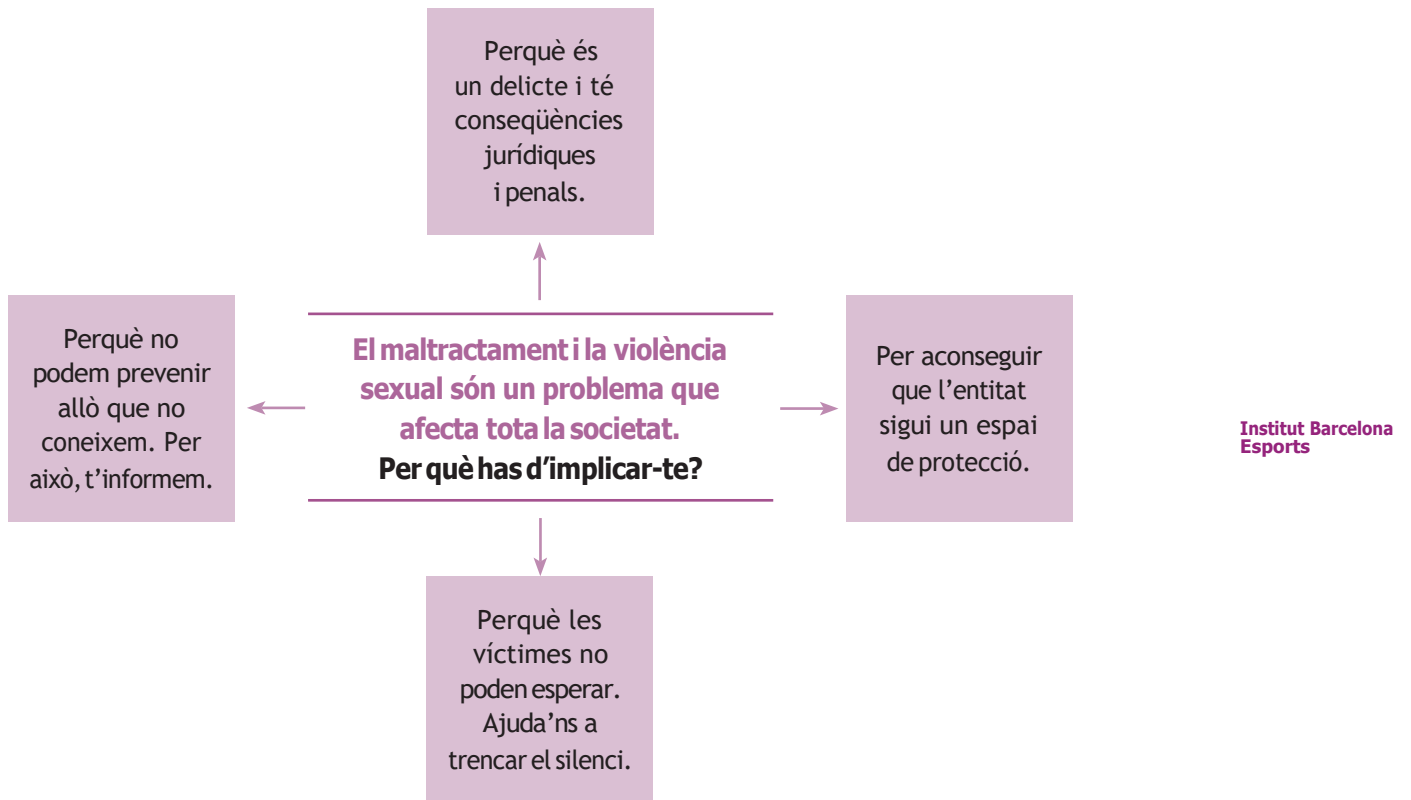 Perquè és
un delicte i té
conseqüències
jurídiques
i penals.
Perquè no
podem prevenir
allò que no
coneixem. Per
això, t’informem.
El maltractament i la violència
sexual són un problema que
afecta tota la societat.
Per què has d’implicar-te?
Per aconseguir
que l’entitat
sigui un espai
de protecció.
Institut Barcelona
Esports
Perquè les
víctimes no
poden esperar.
Ajuda’ns a
trencar el silenci.